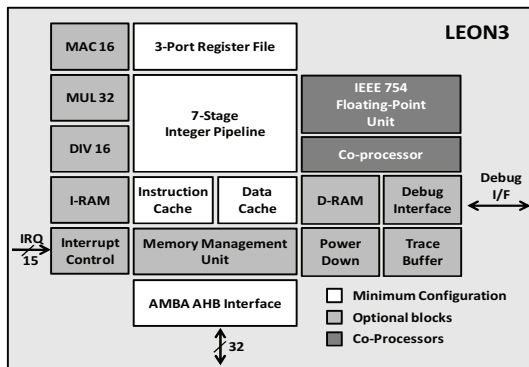 LEON3
MAC 16
3-Port Register File
MUL 32
7-Stage
Integer Pipeline
IEEE 754
Floating-Point
Unit
DIV 16
Co-processor
I-RAM
Instruction
Cache
Data
Cache
D-RAM
Debug
Interface
Debug
I/F
IRQ
15
Interrupt
Control
Memory Management
Unit
Power
Down
Trace
Buffer
AMBA AHB Interface
32
Minimum Configuration
Optional blocks
Co-Processors